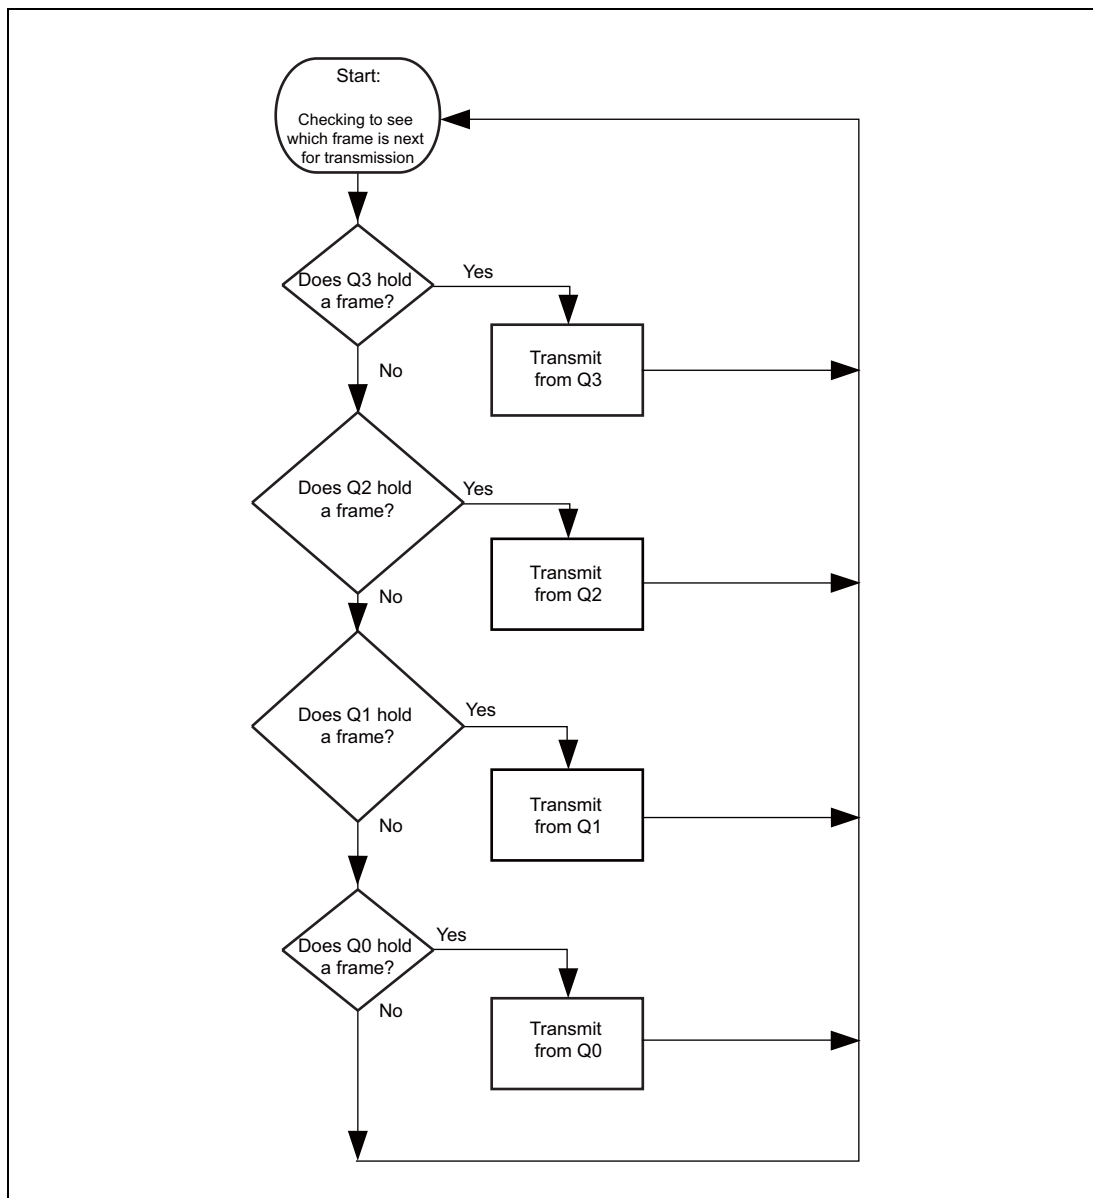 Start:
Checking to see
which frame is next
for transmission
Does Q3 hold
a frame?
Yes
Transmit
from Q3
No
Does Q2 hold
a frame?
Yes
Transmit
from Q2
No
Does Q1 hold
a frame?
Yes
Transmit
from Q1
No
Does Q0 hold
a frame?
Yes
Transmit
from Q0
No